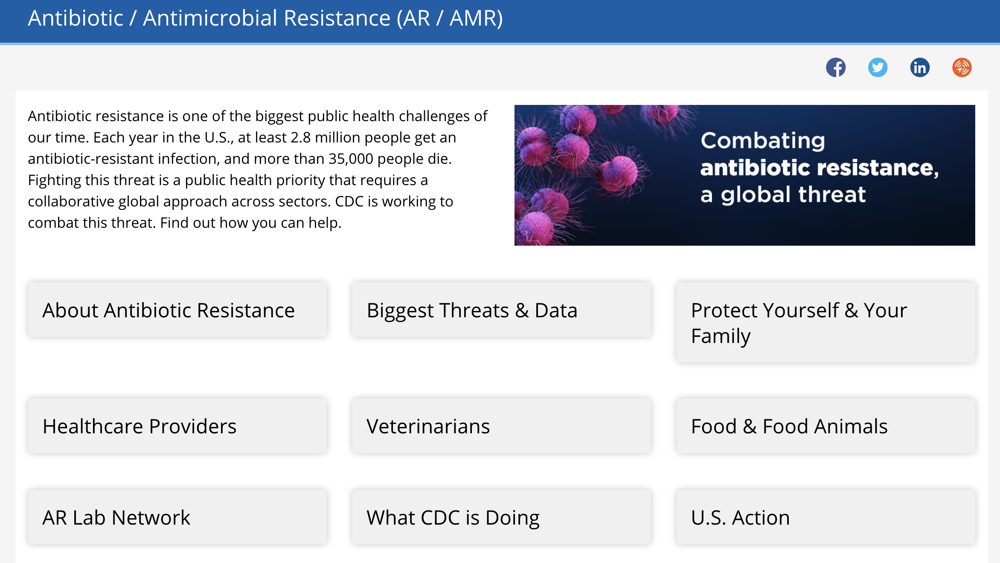 Antibiotic / Antimicrobial Resistance (AR / AMR)
Antibiotic resistance is one of the biggest public health challenges of
our time. Each year in the U.S., at least 2.8 million people get an
antibiotic-resistant infection, and more than 35,000 people die.
Fighting this threat is a public health priority that requires a
collaborative global approach across sectors. CDC is working to
combat this threat. Find out how you can help.
Combating
antibiotic resistance,
a global threat
About Antibiotic Resistance
Biggest Threats & Data
Protect Yourself & Your
Family
Healthcare Providers
Veterinarians
Food & Food Animals
AR Lab Network
What CDC is Doing
U.S. Action